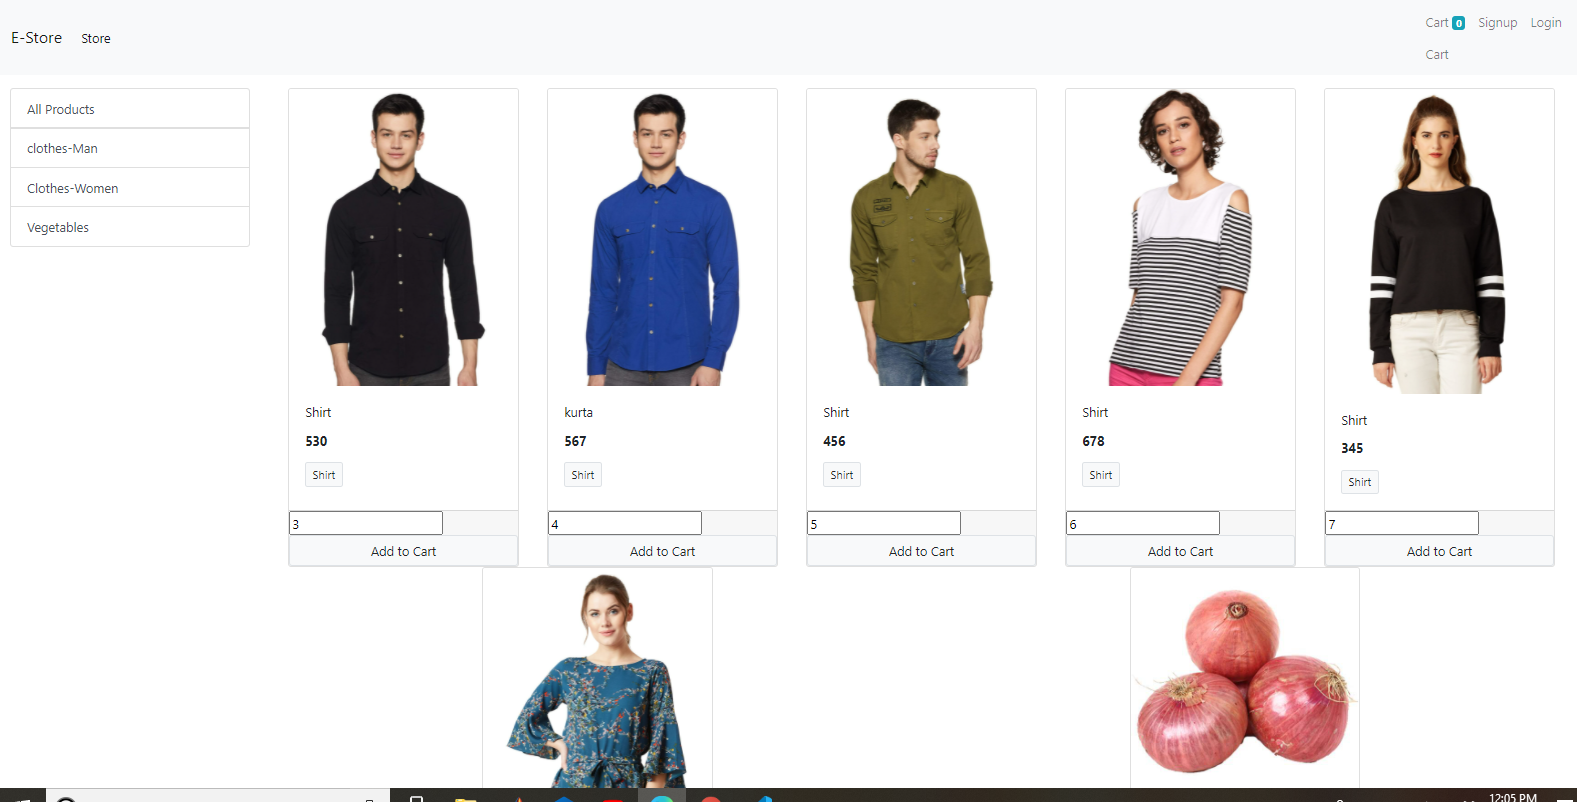 E-Store Store Cart 0 Signup Login
Cart
All Products
clothes-Man
Clothes-Women
Vegetables
Shirt kurta Shirt Shirt Shirt
530 567 456 678 345
Shirt Shirt Shirt Shirt Shirt
3 4 5 6 7
Add to Cart Add to Cart Add to Cart Add to Cart Add to Cart
12:05 PM